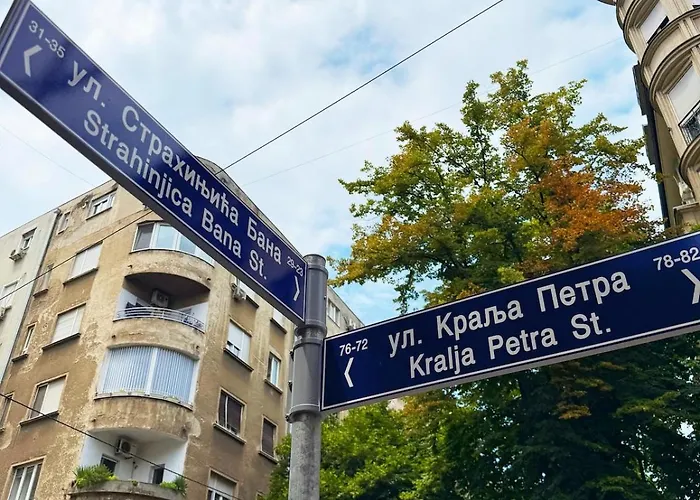 31-35
ул. Страхињића Бана
Strahinjica Bana St.
29-23
76-72
ул. Краља Петра
Kralja Petra St.
78-82